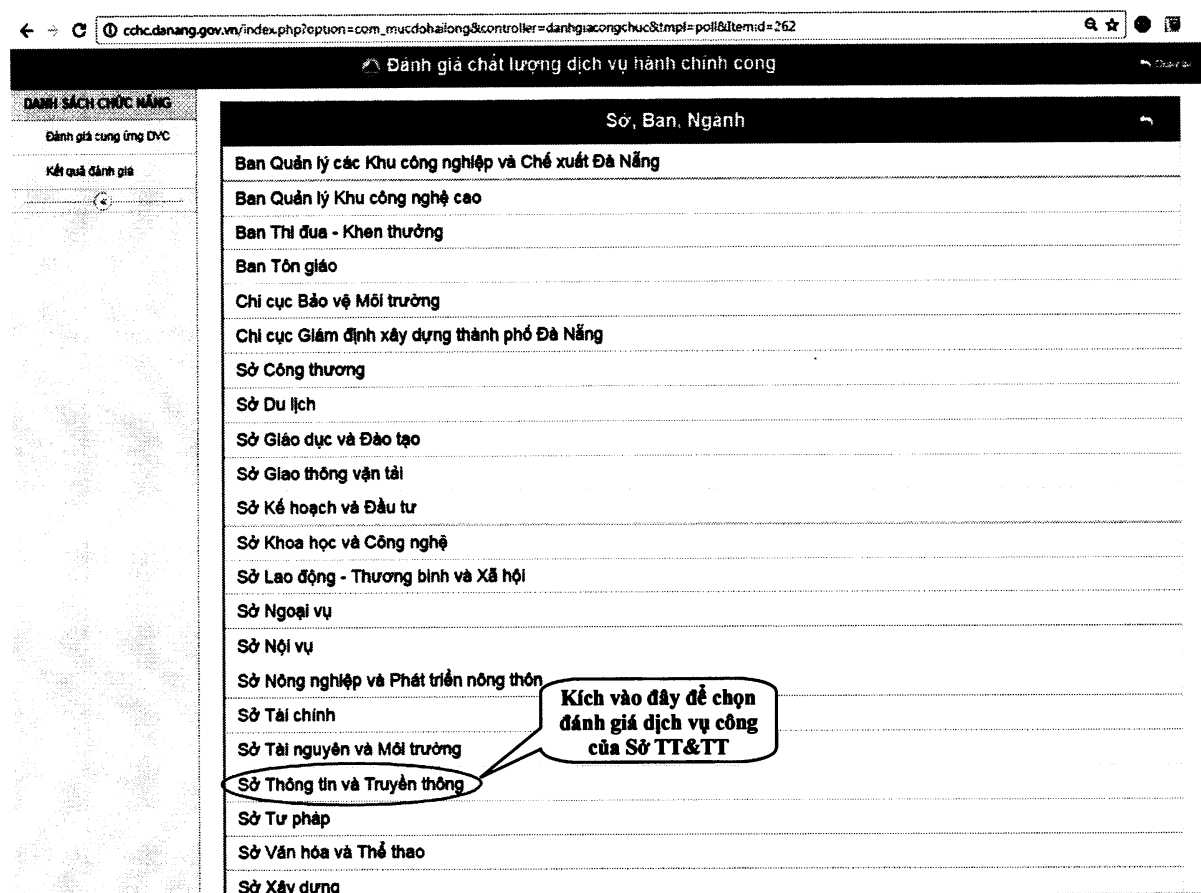 cchc.danang.gov.vn/index.php?option=com_mucdohailong&controller=danhgiacongchuc&tmpl=poll&Itemid=262
Đánh giá chất lượng dịch vụ hành chính công
DANH SÁCH CHỨC NĂNG
Đánh giá cung ứng DVC
Kết quả đánh giá
Sở, Ban, Ngành
Ban Quản lý các Khu công nghiệp và Chế xuất Đà Nẵng
Ban Quản lý Khu công nghệ cao
Ban Thi đua - Khen thưởng
Ban Tôn giáo
Chi cục Bảo vệ Môi trường
Chi cục Giám định xây dựng thành phố Đà Nẵng
Sở Công thương
Sở Du lịch
Sở Giáo dục và Đào tạo
Sở Giao thông vận tải
Sở Kế hoạch và Đầu tư
Sở Khoa học và Công nghệ
Sở Lao động - Thương binh và Xã hội
Sở Ngoại vụ
Sở Nội vụ
Sở Nông nghiệp và Phát triển nông thôn
Sở Tài chính
Sở Tài nguyên và Môi trường
Sở Thông tin và Truyền thông
Sở Tư pháp
Sở Văn hóa và Thể thao
Sở Xây dựng
Kích vào đây để chọn
đánh giá dịch vụ công
của Sở TT&TT